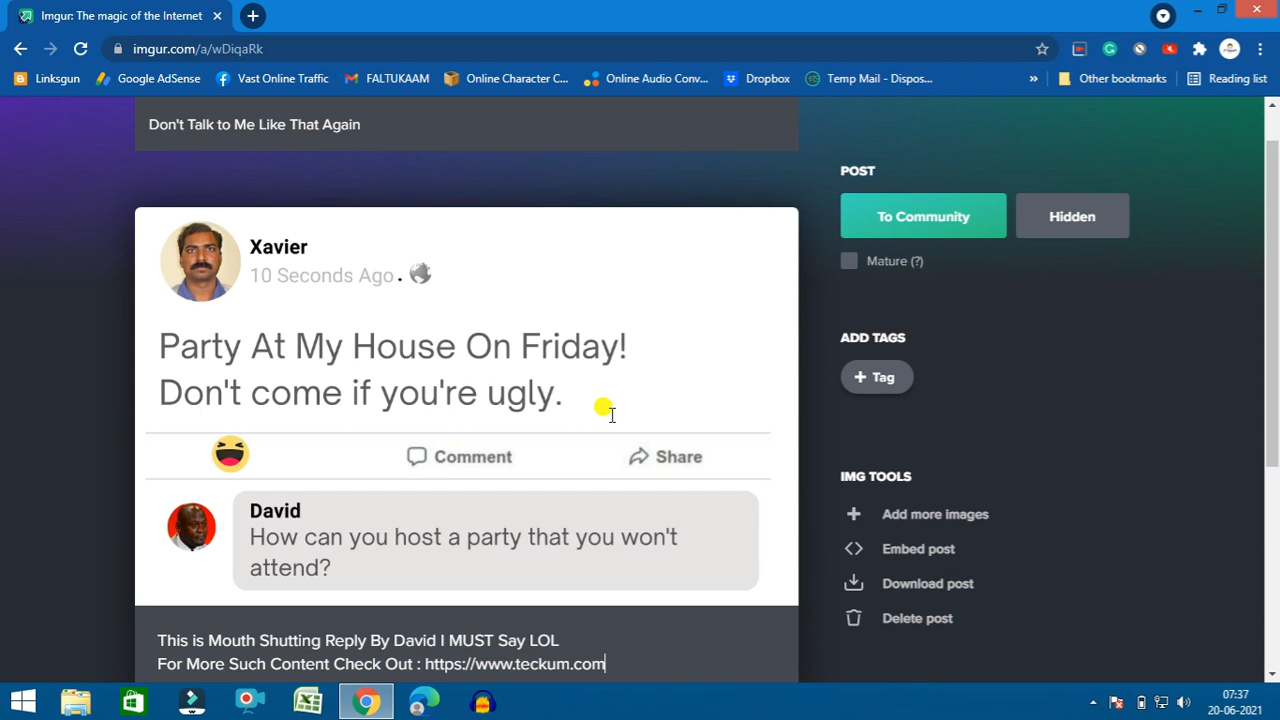 Imgur: The magic of the Internet
imgur.com/a/wDiqaRk
Linksgun
Google AdSense
Vast Online Traffic
FALTUKAAM
Online Character C...
Online Audio Conv...
Dropbox
Temp Mail - Dispos...
»
Other bookmarks
Reading list
Don't Talk to Me Like That Again
POST
To Community
Hidden
Mature (?)
Xavier
10 Seconds Ago .
Party At My House On Friday!
Don't come if you're ugly.
ADD TAGS
+ Tag
Comment
Share
IMG TOOLS
Add more images
Embed post
Download post
Delete post
David
How can you host a party that you won't
attend?
This is Mouth Shutting Reply By David I MUST Say LOL
For More Such Content Check Out : https://www.teckum.com
07:37
20-06-2021